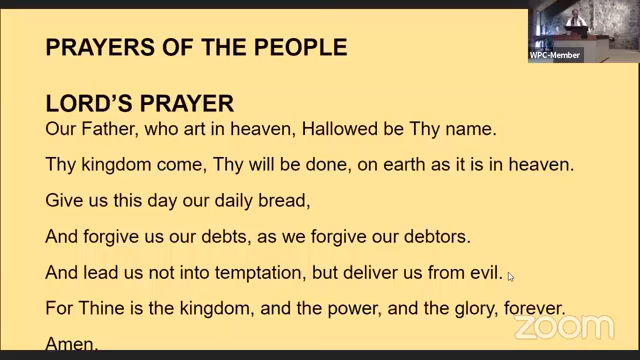 PRAYERS OF THE PEOPLE
LORD'S PRAYER
Our Father, who art in heaven, Hallowed be Thy name.
Thy kingdom come, Thy will be done, on earth as it is in heaven.
Give us this day our daily bread,
And forgive us our debts, as we forgive our debtors.
And lead us not into temptation, but deliver us from evil.
For Thine is the kingdom, and the power, and the glory, forever.
Amen.
WPC-Member
zoom